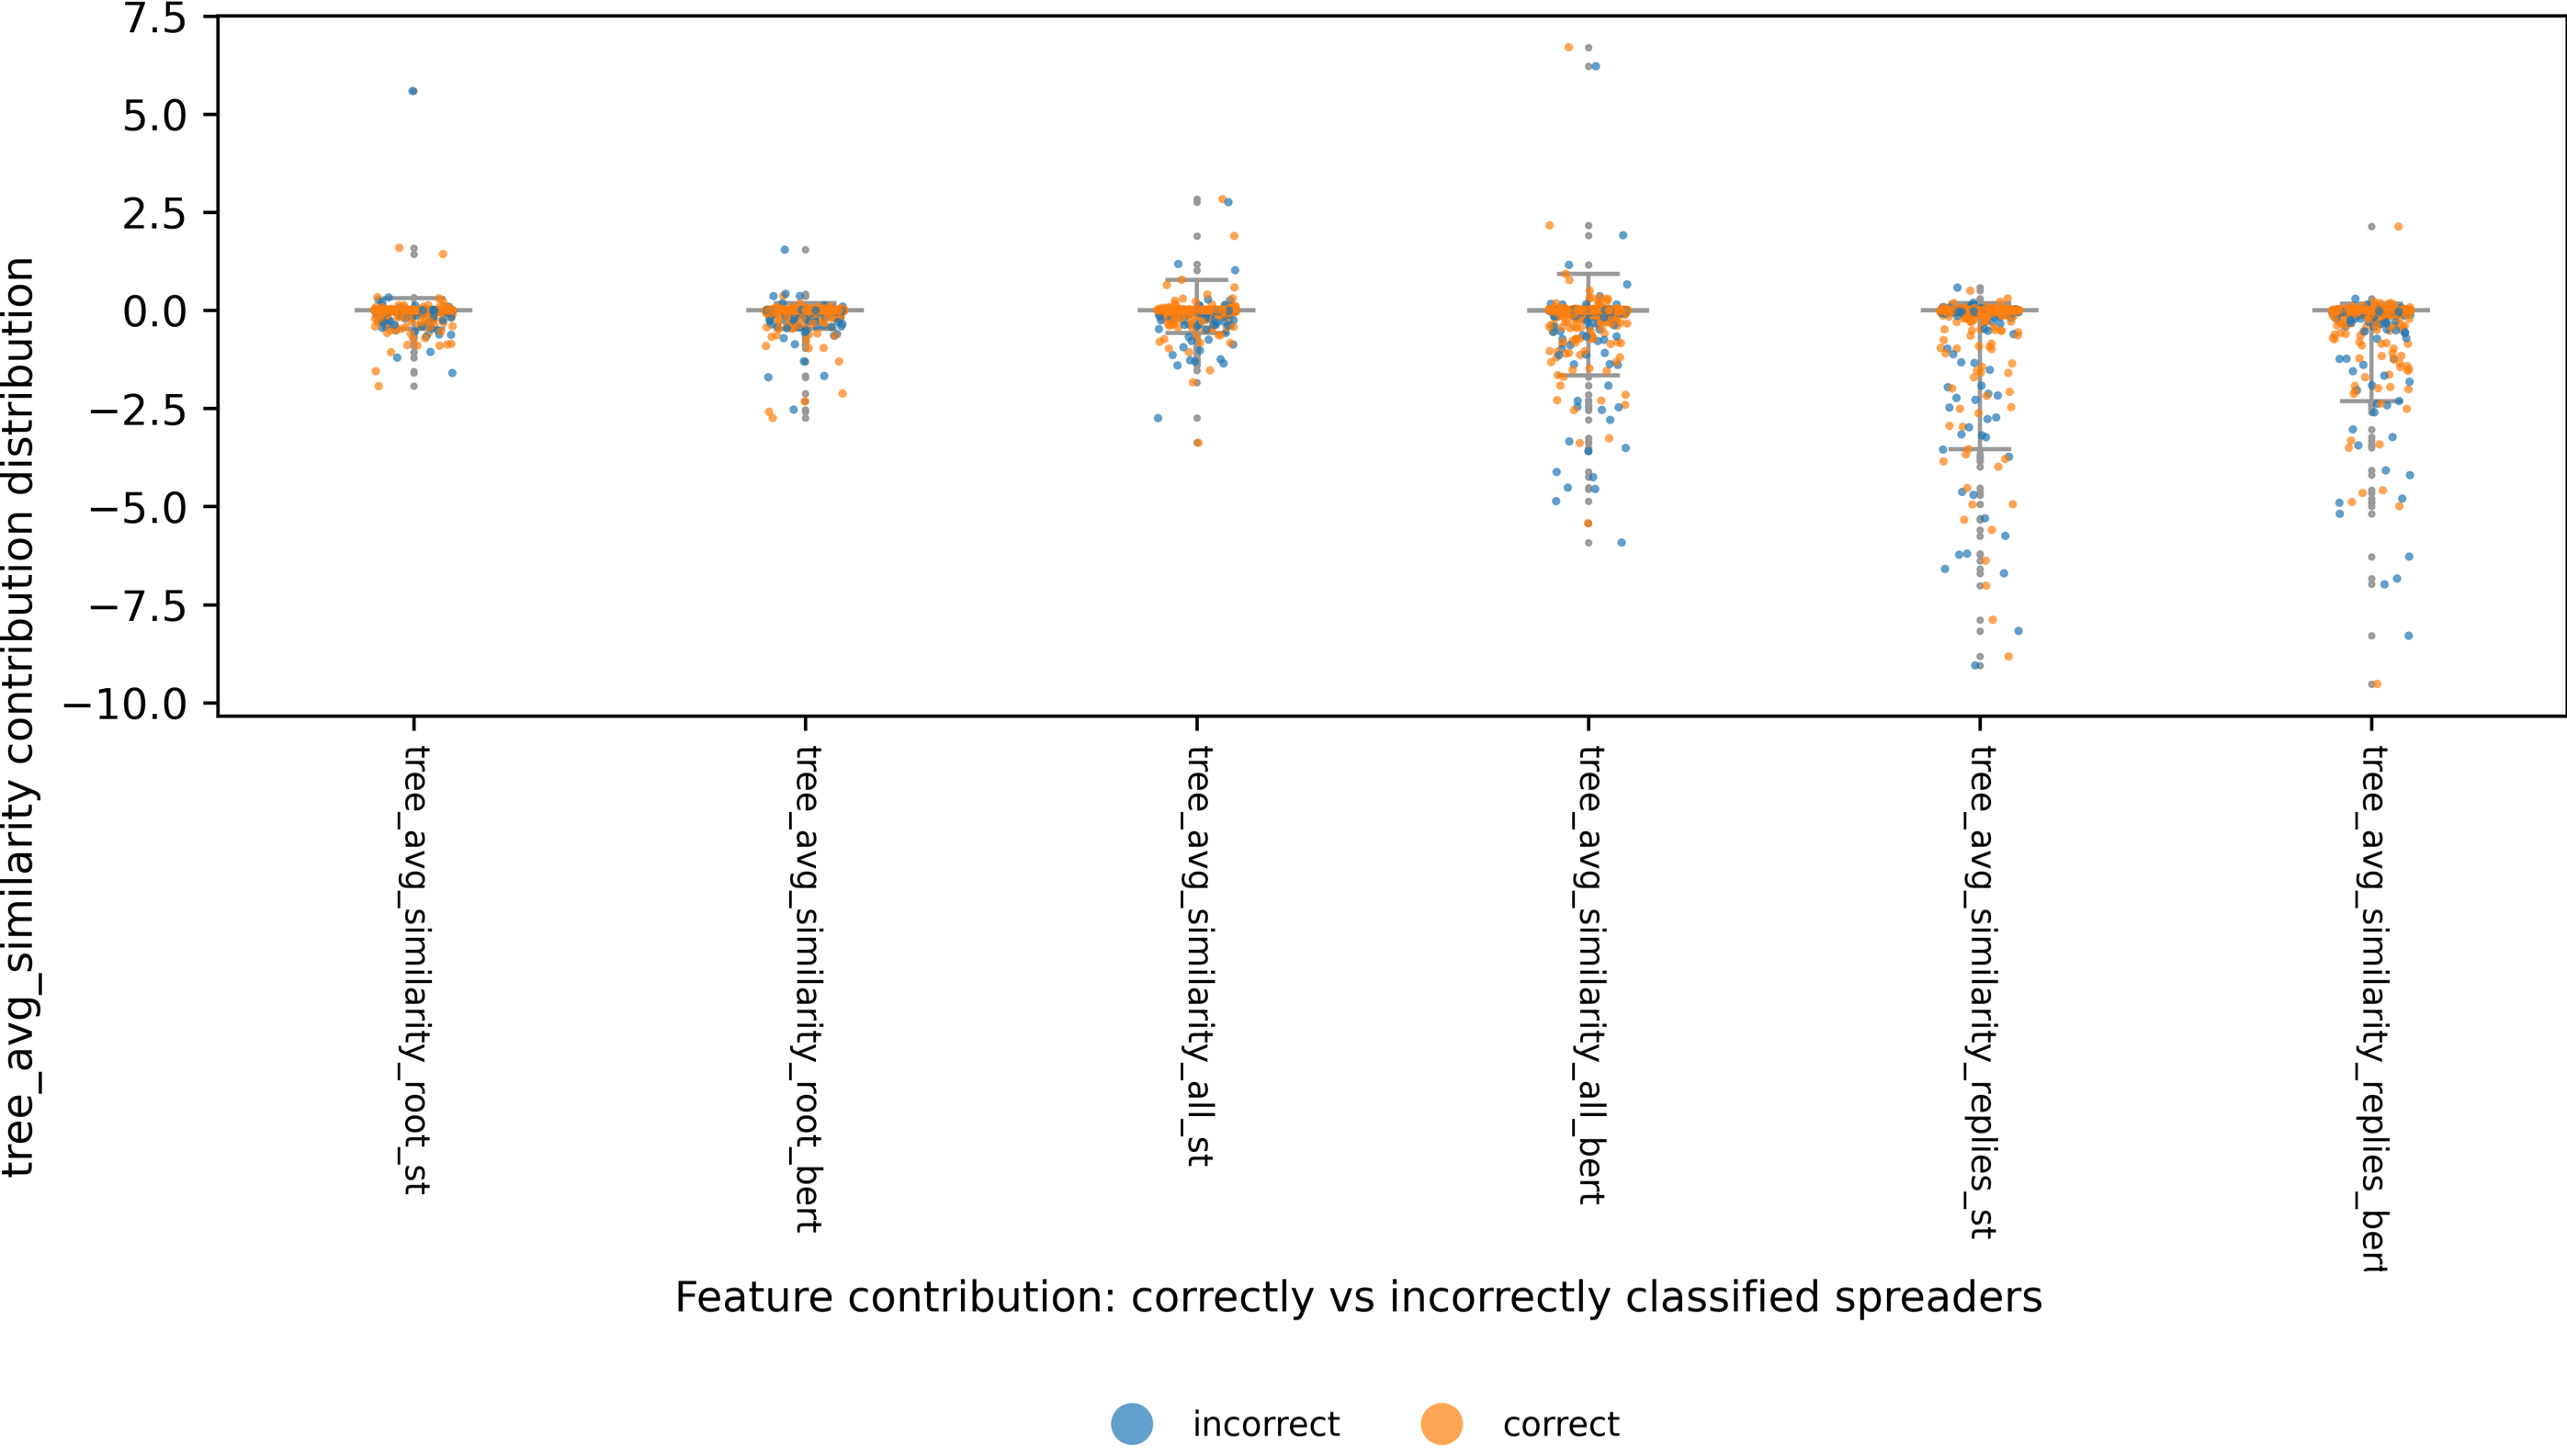 tree_avg_similarity contribution distribution
7.5
5.0
2.5
0.0
−2.5
−5.0
−7.5
−10.0
tree_avg_similarity_root_st
tree_avg_similarity_root_bert
tree_avg_similarity_all_st
tree_avg_similarity_all_bert
tree_avg_similarity_replies_st
tree_avg_similarity_replies_bert
Feature contribution: correctly vs incorrectly classified spreaders
incorrect correct